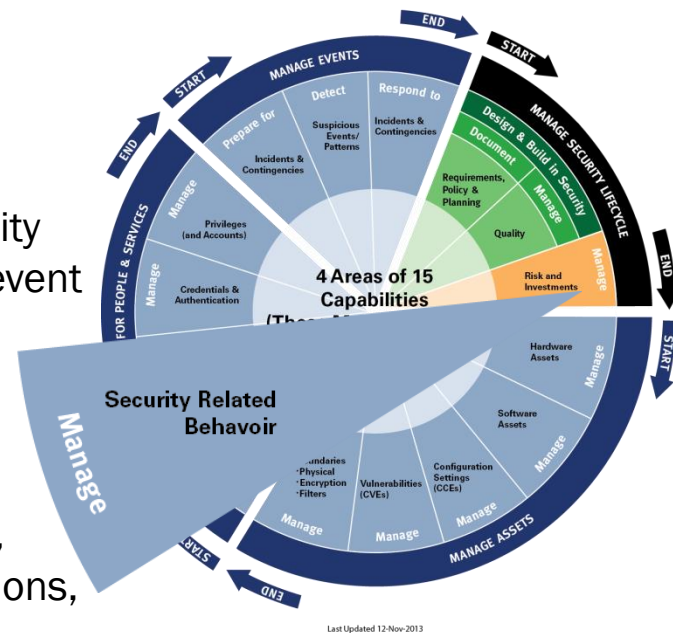 END
START
MANAGE EVENTS
END
START
Prepare for
Incidents &
Contingencies
Detect
Suspicious
Events/
Patterns
Respond to
Incidents &
Contingencies
MANAGE SECURITY LIFECYCLE
Design & Build in Security
Document
Requirements,
Policy &
Planning
Manage
Quality
Manage
Risk and
Investments
END
START
FOR PEOPLE & SERVICES
Manage
Privileges
(and Accounts)
Manage
Credentials &
Authentication
event
4 Areas of 15
Capabilities
Security Related
Behavoir
Manage
Hardware
Assets
Manage
Software
Assets
Manage
Configuration
Settings
(CCEs)
Manage
Vulnerabilities
(CVEs)
Manage
•Physical
•Encryption
•Filters
Manage
MANAGE ASSETS
START
END
Last Updated 12-Nov-2013